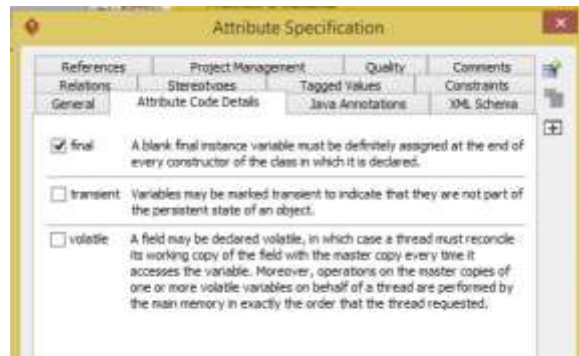 Attribute Specification
References Project Management Quality Comments
Relations Stereotypes Tagged Values Constraints
General Attribute Code Details Java Annotations XML Schema
final A blank final instance variable must be definitely assigned at the end of
every constructor of the class in which it is declared.
transient Variables may be marked transient to indicate that they are not part of
the persistent state of an object.
volatile A field may be declared volatile, in which case a thread must reconcile
its working copy of the field with the master copy every time it
accesses the variable. Moreover, operations on the master copies of
one or more volatile variables on behalf of a thread are performed by
the main memory in exactly the order that the thread requested.